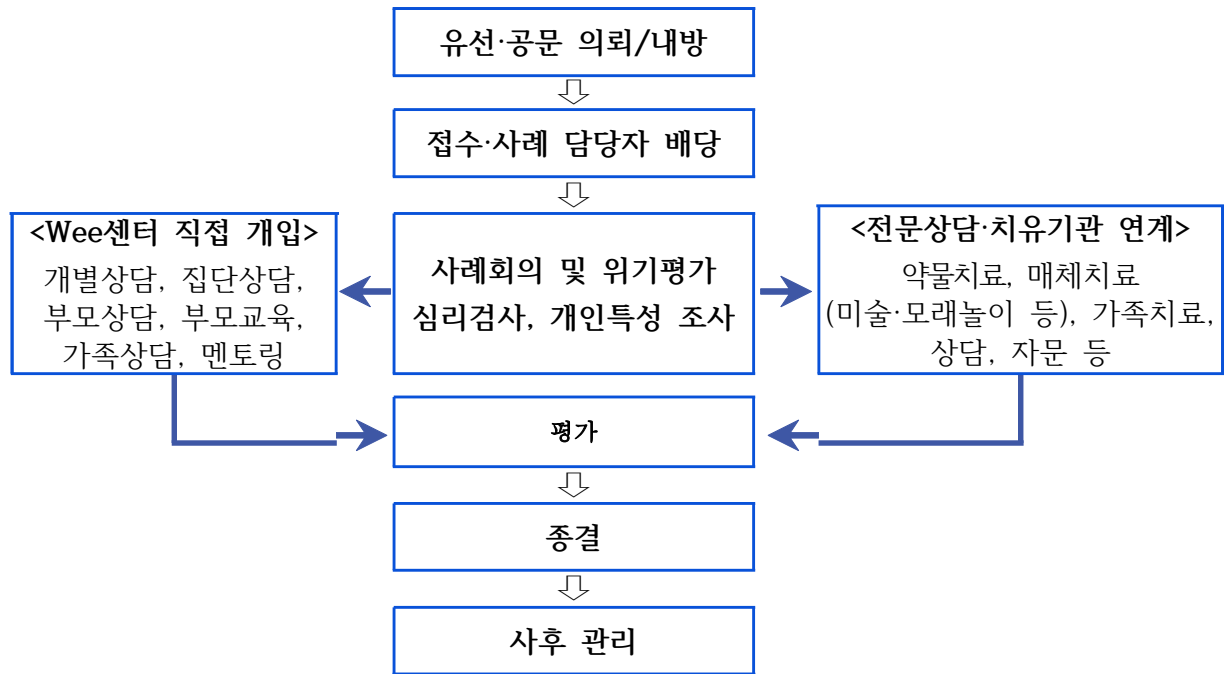 유선·공문 의뢰/내방
접수·사례 담당자 배당
<Wee센터 직접 개입>
개별상담, 집단상담,
부모상담, 부모교육,
가족상담, 멘토링
사례회의 및 위기평가
심리검사, 개인특성 조사
<전문상담·치유기관 연계>
약물치료, 매체치료
(미술·모래놀이 등), 가족치료,
상담, 자문 등
평가
종결
사후 관리